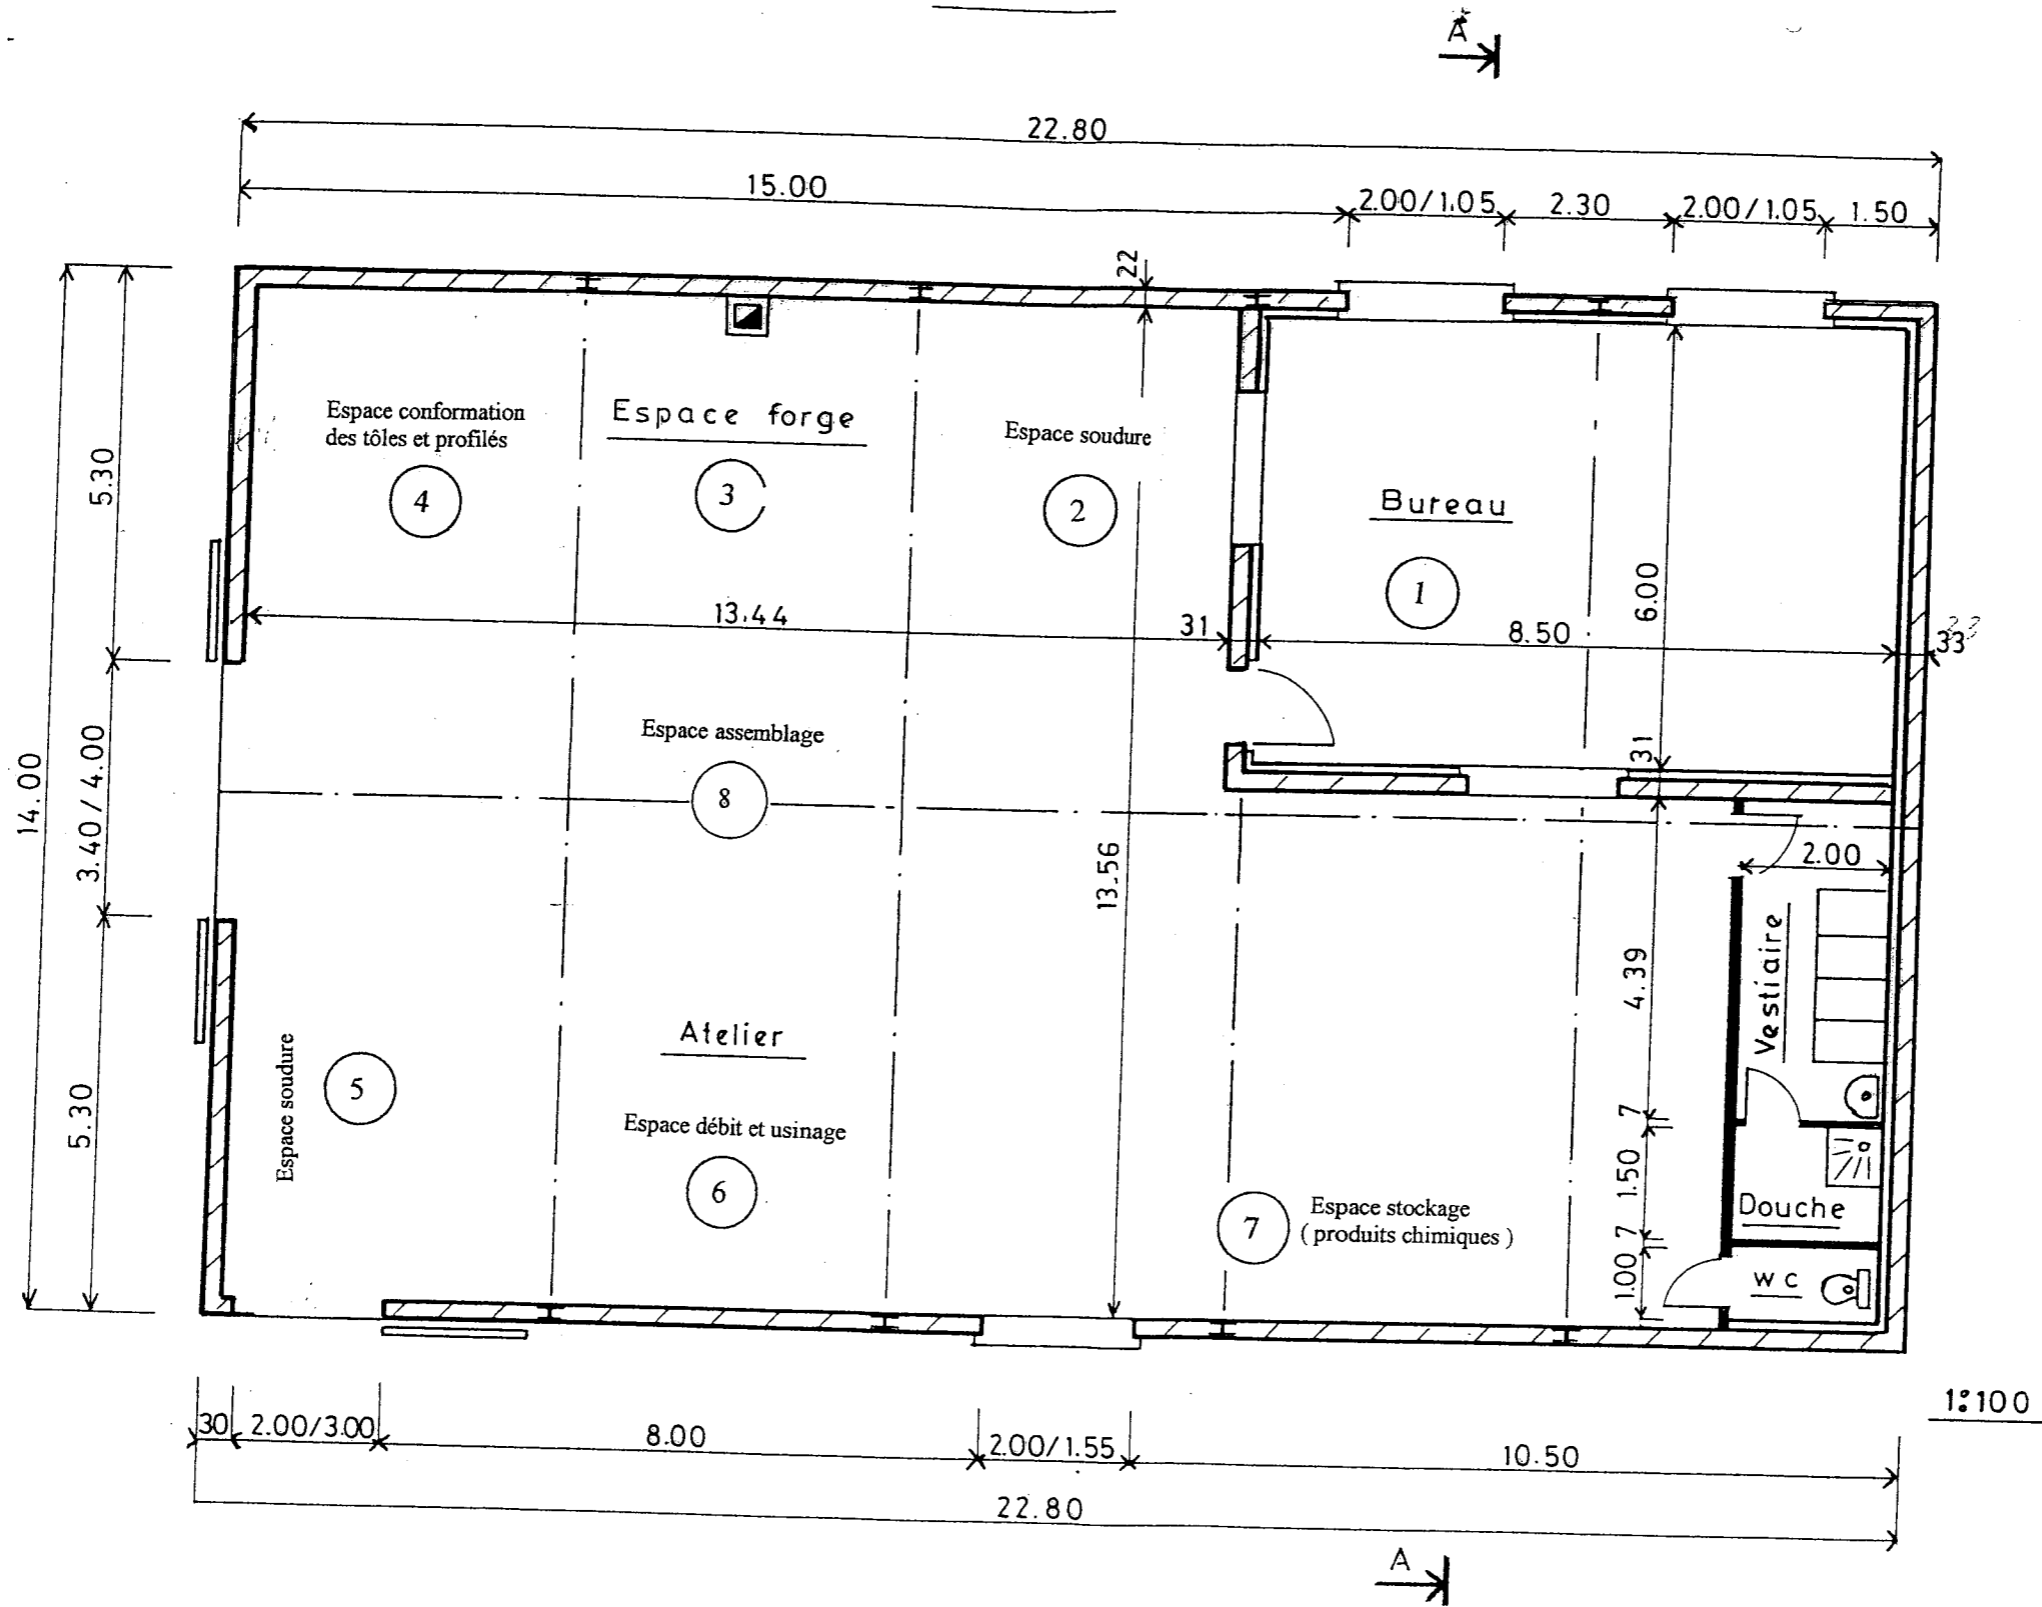 A
22.80
15.00
2.00/1.05
2.30
2.00/1.05
1.50
22
Espace conformation
des tôles et profilés
4
Espace forge
3
Espace soudure
2
Bureau
1
5.30
13.44
31
8.50
6.00
33
31
14.00
3.40/4.00
Espace assemblage
8
13.56
2.00
Vestiaire
4.39
Atelier
Espace soudure
5
5.30
Espace débit et usinage
6
7
1.50
Douche
7
Espace stockage
( produits chimiques )
7
1.00
WC
1:100
30
2.00/3.00
8.00
2.00/1.55
10.50
22.80
A